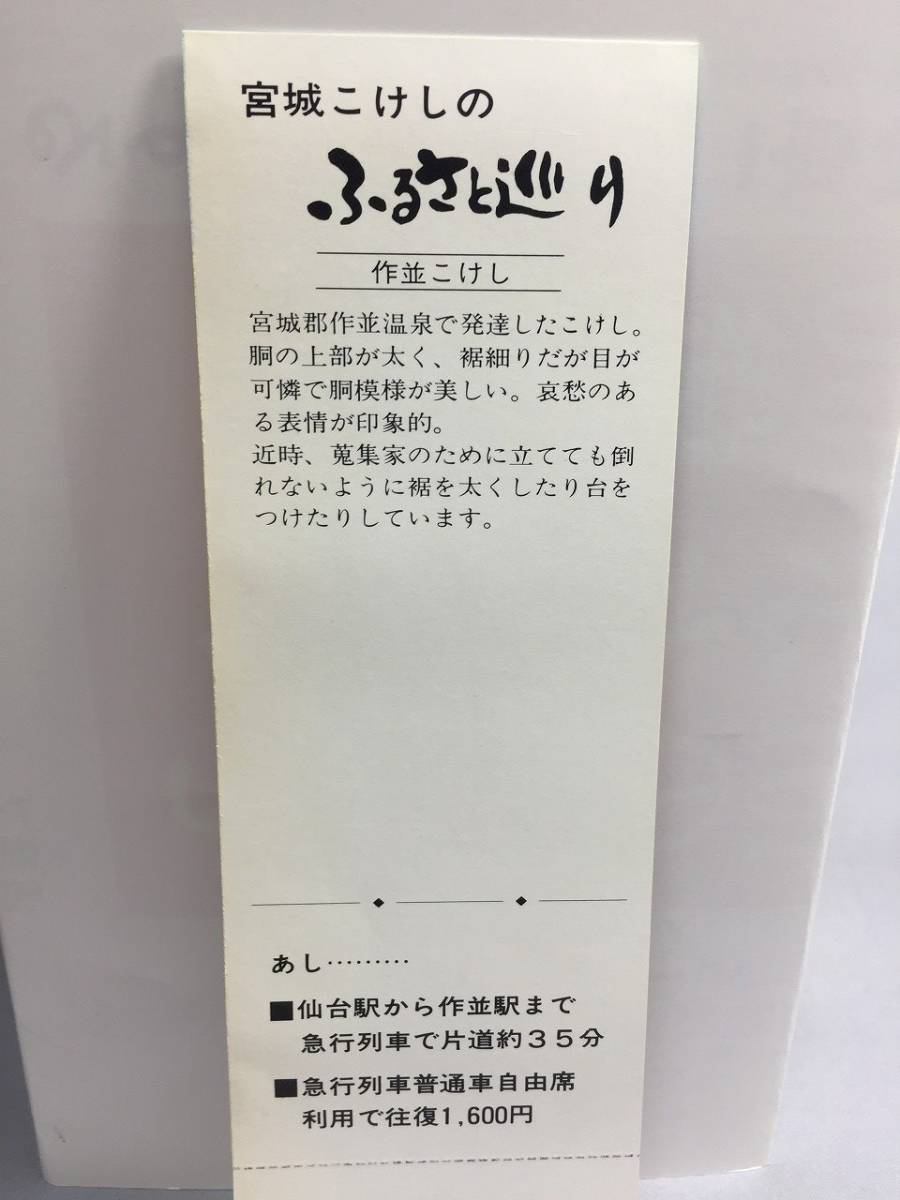 宮城こけしの
ふるさと巡り
作並こけし
宮城郡作並温泉で発達したこけし。
胴の上部が太く、裾細りだが目が
可憐で胴模様が美しい。哀愁のあ
る表情が印象的。
近時、蒐集家のために立てても倒
れないように裾を太くしたり台を
つけたりしています。
あし………
■仙台駅から作並駅まで
急行列車で片道約35分
■急行列車普通車自由席
利用で往復1,600円